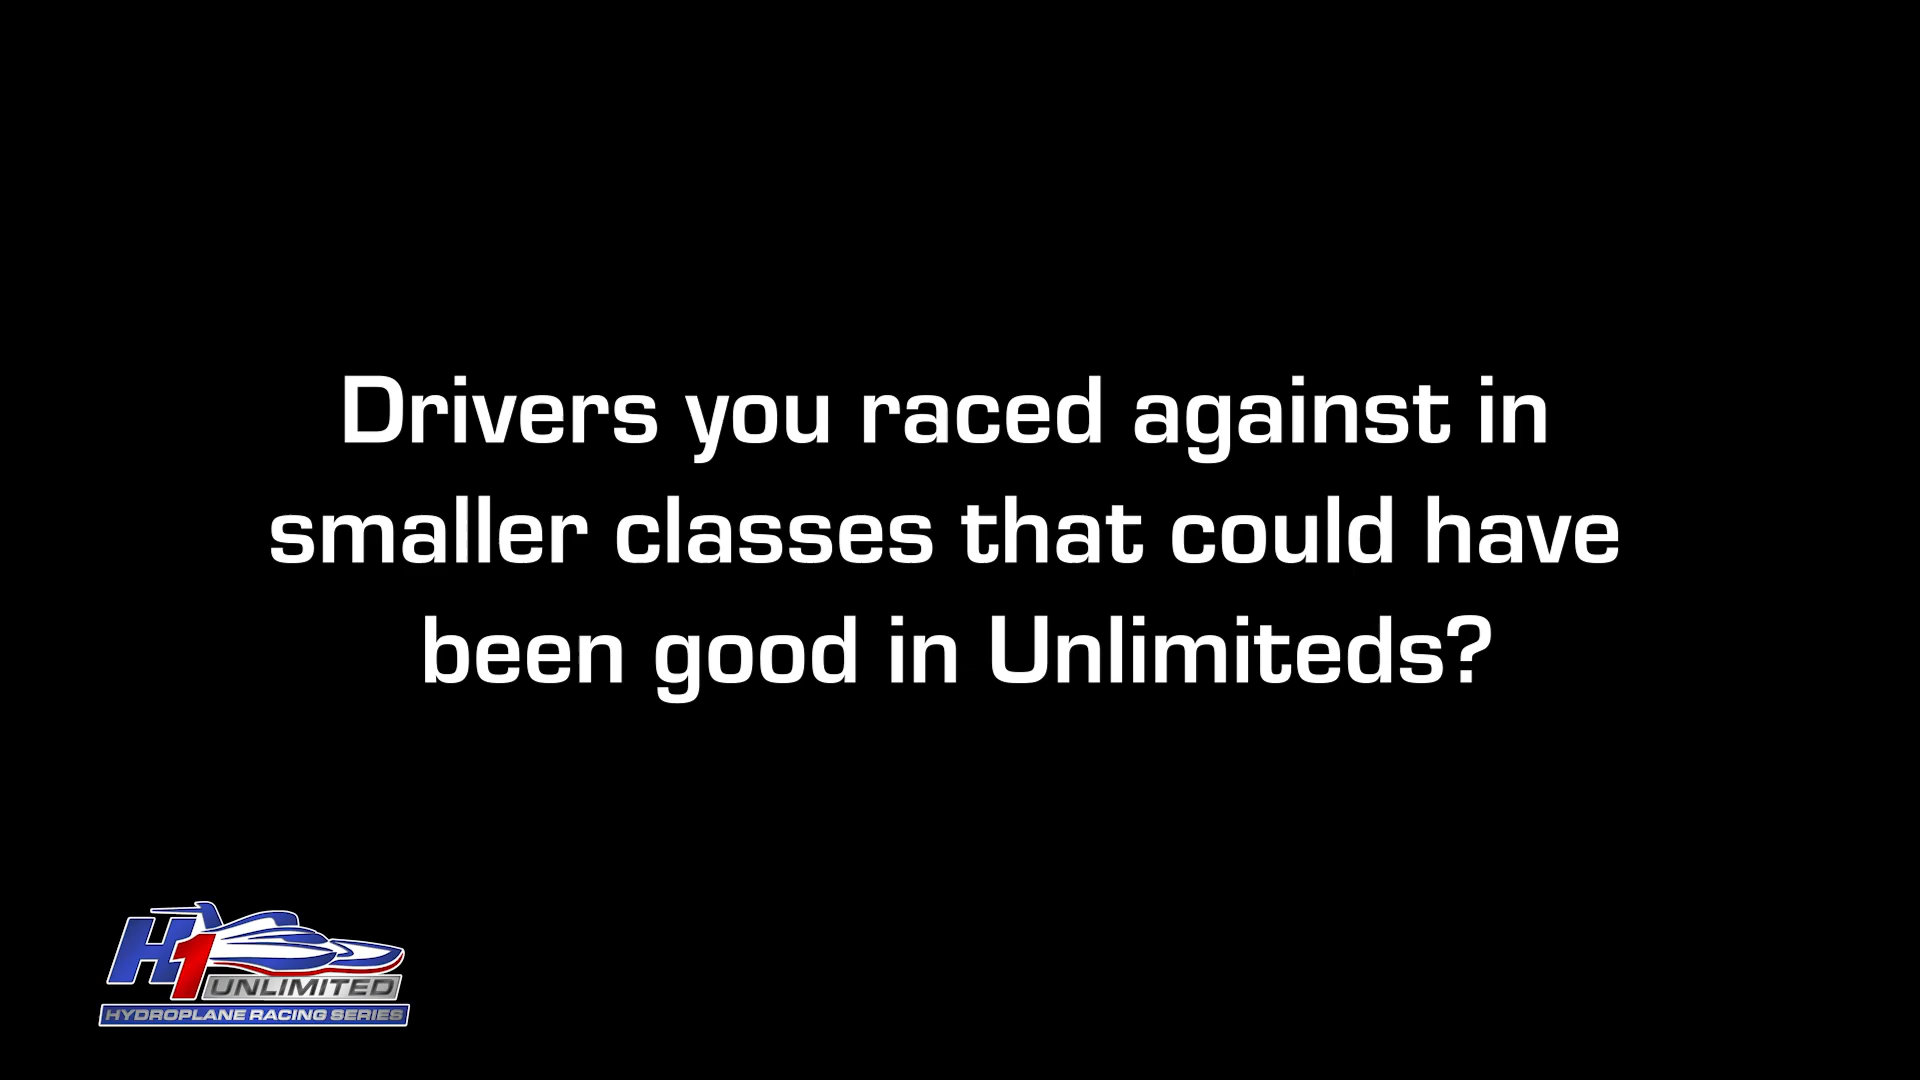 Drivers you raced against in
smaller classes that could have
been good in Unlimiteds?
H1
UNLIMITED
HYDROPLANE RACING SERIES